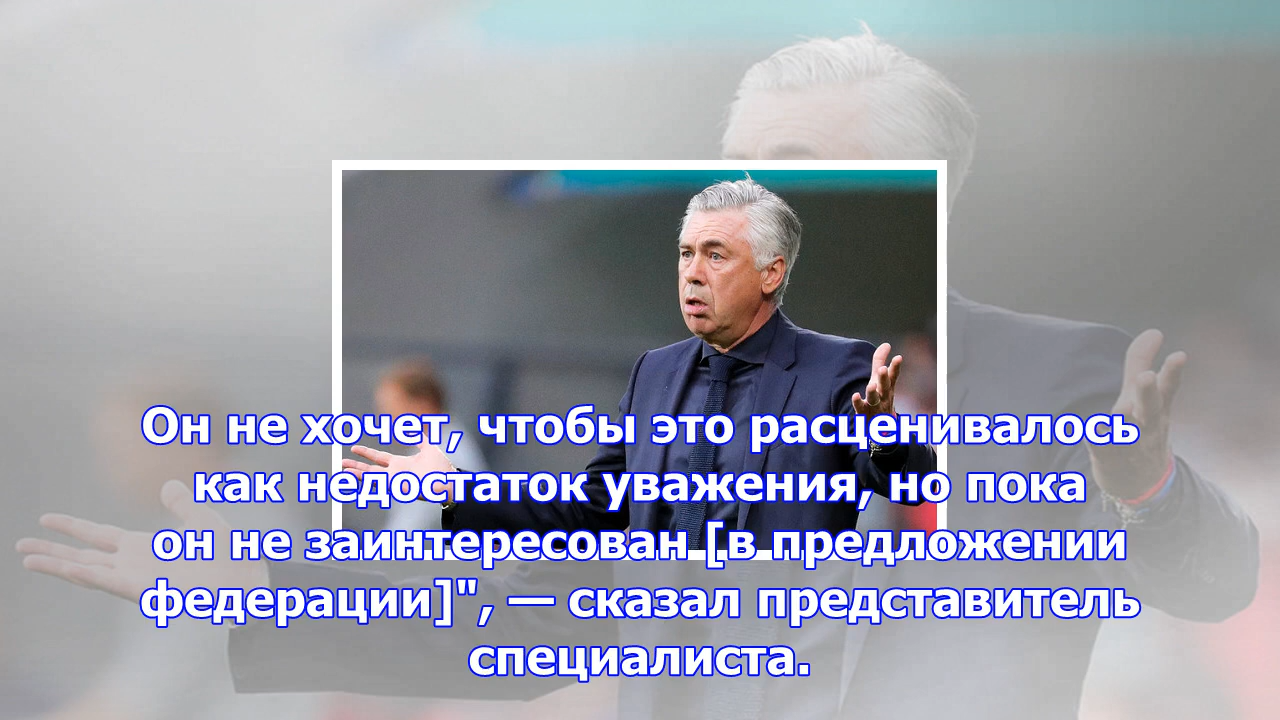 Он не хочет, чтобы это расценивалось
как недостаток уважения, но пока
он не заинтересован [в предложении
федерации]", — сказал представитель
специалиста.